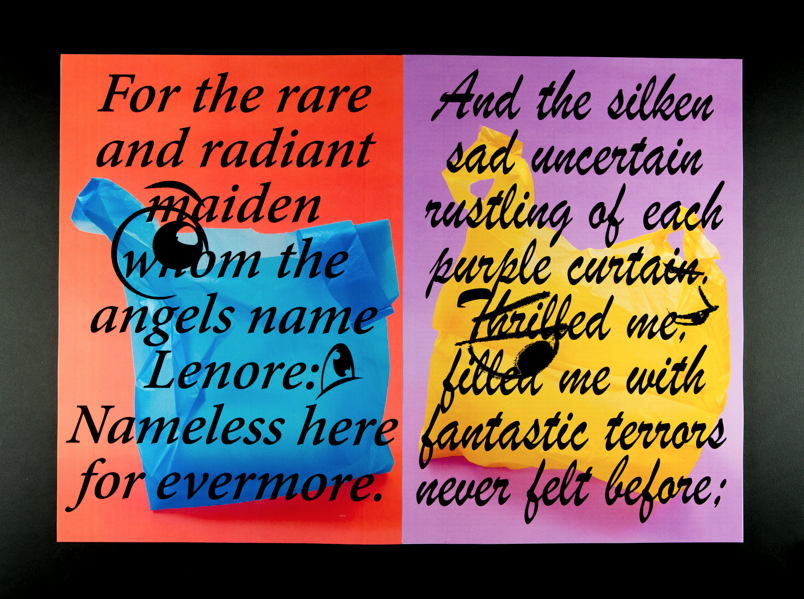 For the rare
and radiant
maiden
whom the
angels name
Lenore:
Nameless here
for evermore.
And the silken
sad uncertain
rustling of each
purple curtain.
Thrilled me,
filled me with
fantastic terrors
never felt before;